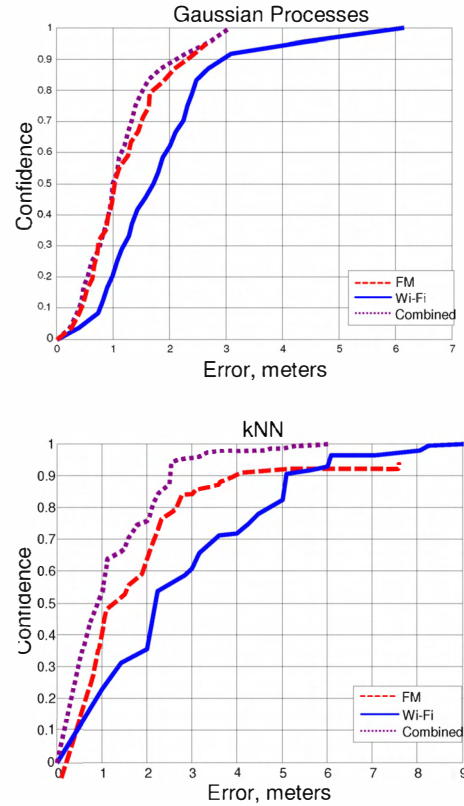 Gaussian Processes
1
0.9
0.8
0.7
0.6
0.5
0.4
0.3
0.2
0.1
0
Confidence
FM
Wi-Fi
Combined
0 1 2 3 4 5 6 7
Error, meters
kNN
1
0.9
0.8
0.7
0.6
0.5
0.4
0.3
0.2
0.1
0
Confidence
FM
Wi-Fi
Combined
0 1 2 3 4 5 6 7 8 9
Error, meters